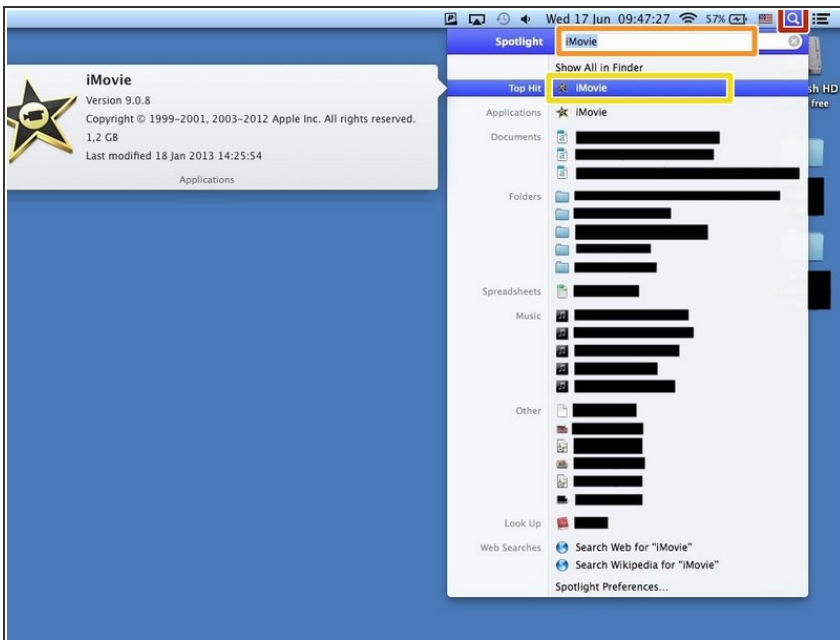 Wed 17 Jun 09:47:27 57%
Spotlight iMovie
Show All in Finder
Top Hit iMovie
Applications iMovie
Documents
Folders
Spreadsheets
Music
Other
Look Up
Web Searches Search Web for "iMovie"
Search Wikipedia for "iMovie"
Spotlight Preferences...
iMovie
Version 9.0.8
Copyright © 1999-2001, 2003-2012 Apple Inc. All rights reserved.
1,2 GB
Last modified 18 Jan 2013 14:25:54
Applications
sh HD
free